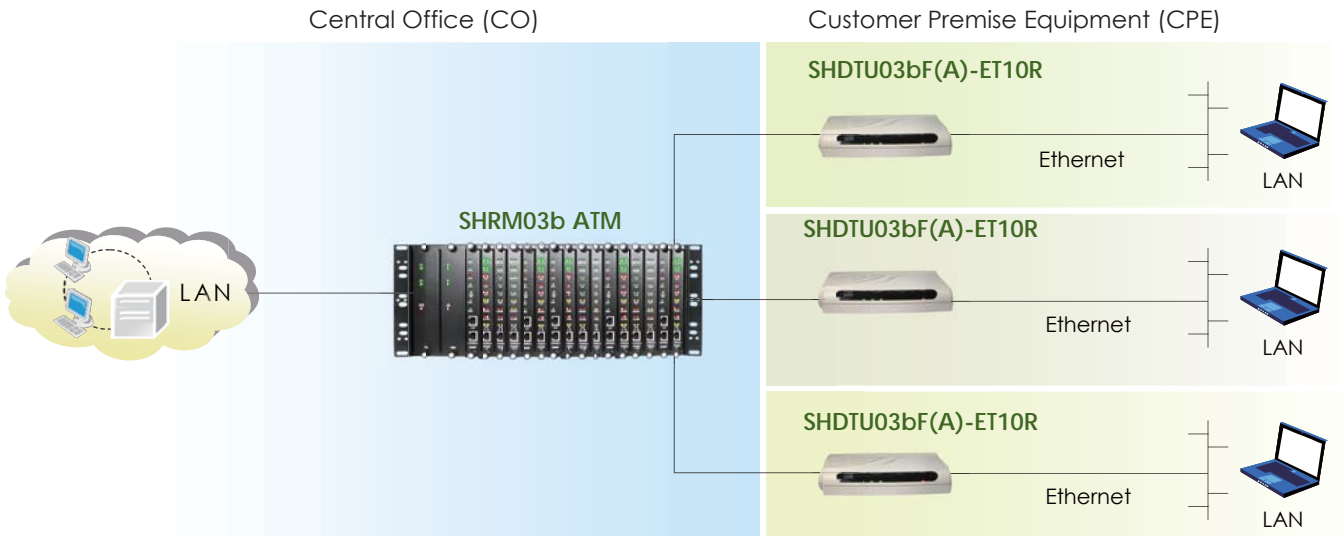 Central Office (CO)
Customer Premise Equipment (CPE)
SHDTU03bF(A)-ET10R
Ethernet
LAN
SHRM03b ATM
SHDTU03bF(A)-ET10R
LAN
Ethernet
LAN
SHDTU03bF(A)-ET10R
Ethernet
LAN